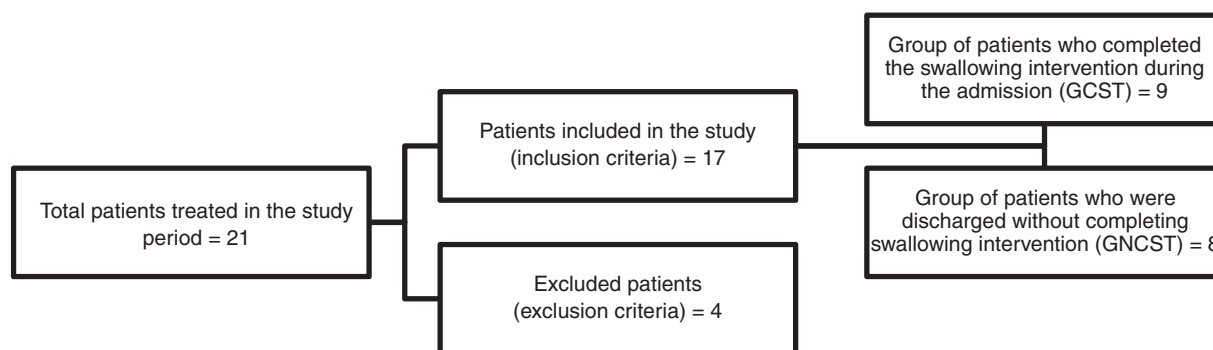 Total patients treated in the study
period = 21
Patients included in the study
(inclusion criteria) = 17
Excluded patients
(exclusion criteria) = 4
Group of patients who completed
the swallowing intervention during
the admission (GCST) = 9
Group of patients who were
discharged without completing
swallowing intervention (GNCST) = 8